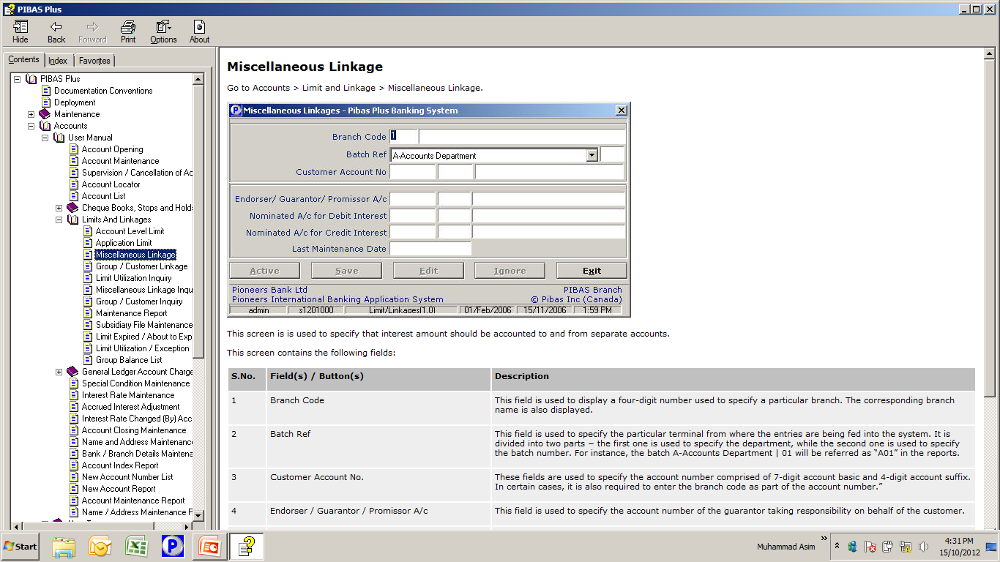 PIBAS Plus
Hide
Back
Forward
Print
Options
About
Contents
Index
Favorites
PIBAS Plus
Documentation Conventions
Deployment
Maintenance
Accounts
User Manual
Account Opening
Account Maintenance
Supervision / Cancellation of Ac
Account Locator
Account List
Cheque Books, Stops and Hold
Limits And Linkages
Account Level Limit
Application Limit
Miscellaneous Linkage
Group / Customer Linkage
Limit Utilization Inquiry
Miscellaneous Linkage Inqu
Group / Customer Inquiry
Maintenance Report
Subsidiary File Maintenance
Limit Expired / About to Exp
Limit Utilization / Exception
Group Balance List
General Ledger Account Charge
Special Condition Maintenance
Interest Rate Maintenance
Accrued Interest Adjustment
Interest Rate Changed (By) Acc
Account Closing Maintenance
Name and Address Maintenance
Bank / Branch Details Maintena
Account Index Report
New Account Number List
New Account Report
Account Maintenance Report
Name / Address Maintenance F
Miscellaneous Linkage
Go to Accounts > Limit and Linkage > Miscellaneous Linkage.
Miscellaneous Linkages - Pibas Plus Banking System
Branch Code 1
Batch Ref A-Accounts Department
Customer Account No
Endorser/ Guarantor/ Promissor A/c
Nominated A/c for Debit Interest
Nominated A/c for Credit Interest
Last Maintenance Date
Active Save Edit Ignore Exit
Pioneers Bank Ltd PIBAS Branch
Pioneers International Banking Application System © Pibas Inc (Canada)
admin s1201000 Limit/Linkages(1.0) 01/Feb/2006 15/11/2006 1:59 PM
This screen is is used to specify that interest amount should be accounted to and from separate accounts.
This screen contains the following fields:
S.No. Field(s) / Button(s) Description
1 Branch Code This field is used to display a four-digit number used to specify a particular branch. The corresponding branch
name is also displayed.
2 Batch Ref This field is used to specify the particular terminal from where the entries are being fed into the system. It is
divided into two parts – the first one is used to specify the department, while the second one is used to specify
the batch number. For instance, the batch A-Accounts Department | 01 will be referred as “A01” in the reports.
3 Customer Account No. These fields are used to specify the account number comprised of 7-digit account basic and 4-digit account suffix.
In certain cases, it is also required to enter the branch code as part of the account number.”
4 Endorser / Guarantor / Promissor A/c This field is used to specify the account number of the guarantor taking responsibility on behalf of the customer.
Start
Muhammad Asim
4:31 PM
15/10/2012